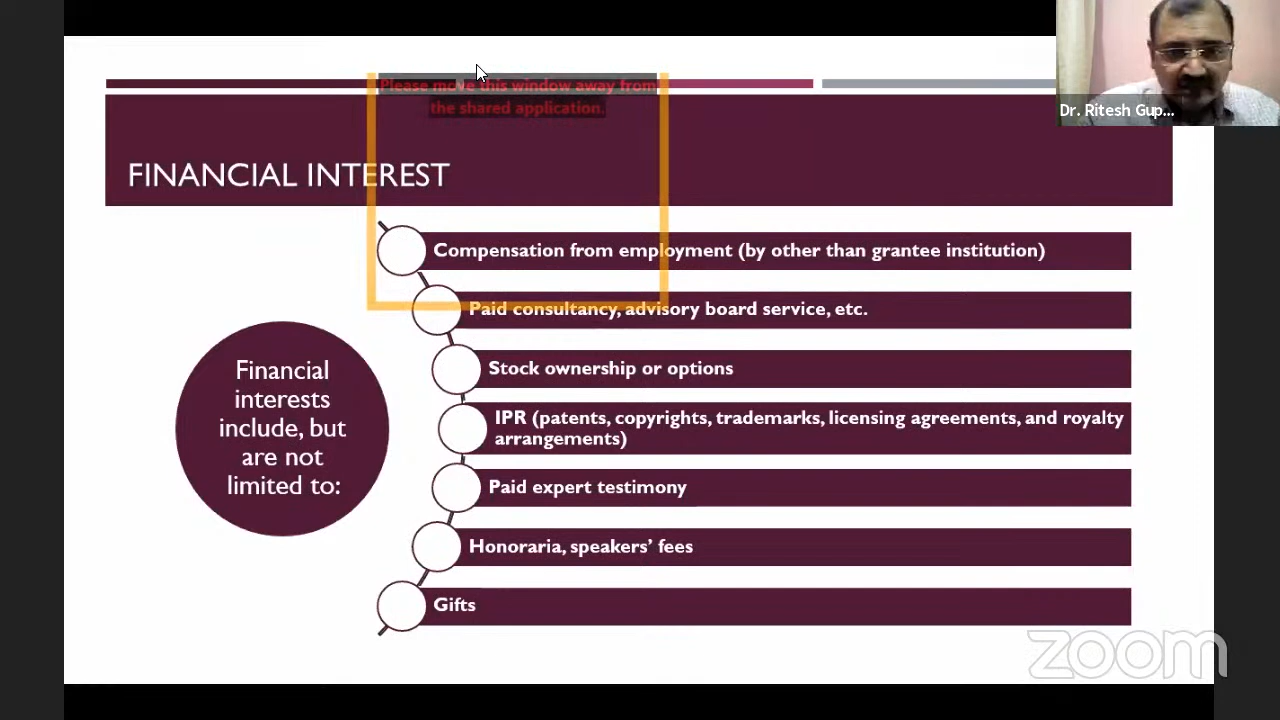 Please move this window away from
the shared application.
Dr. Ritesh Gup...
FINANCIAL INTEREST
Compensation from employment (by other than grantee institution)
Paid consultancy, advisory board service, etc.
Stock ownership or options
Financial
interests
include, but
are not
limited to:
IPR (patents, copyrights, trademarks, licensing agreements, and royalty
arrangements)
Paid expert testimony
Honoraria, speakers’ fees
Gifts
zoom